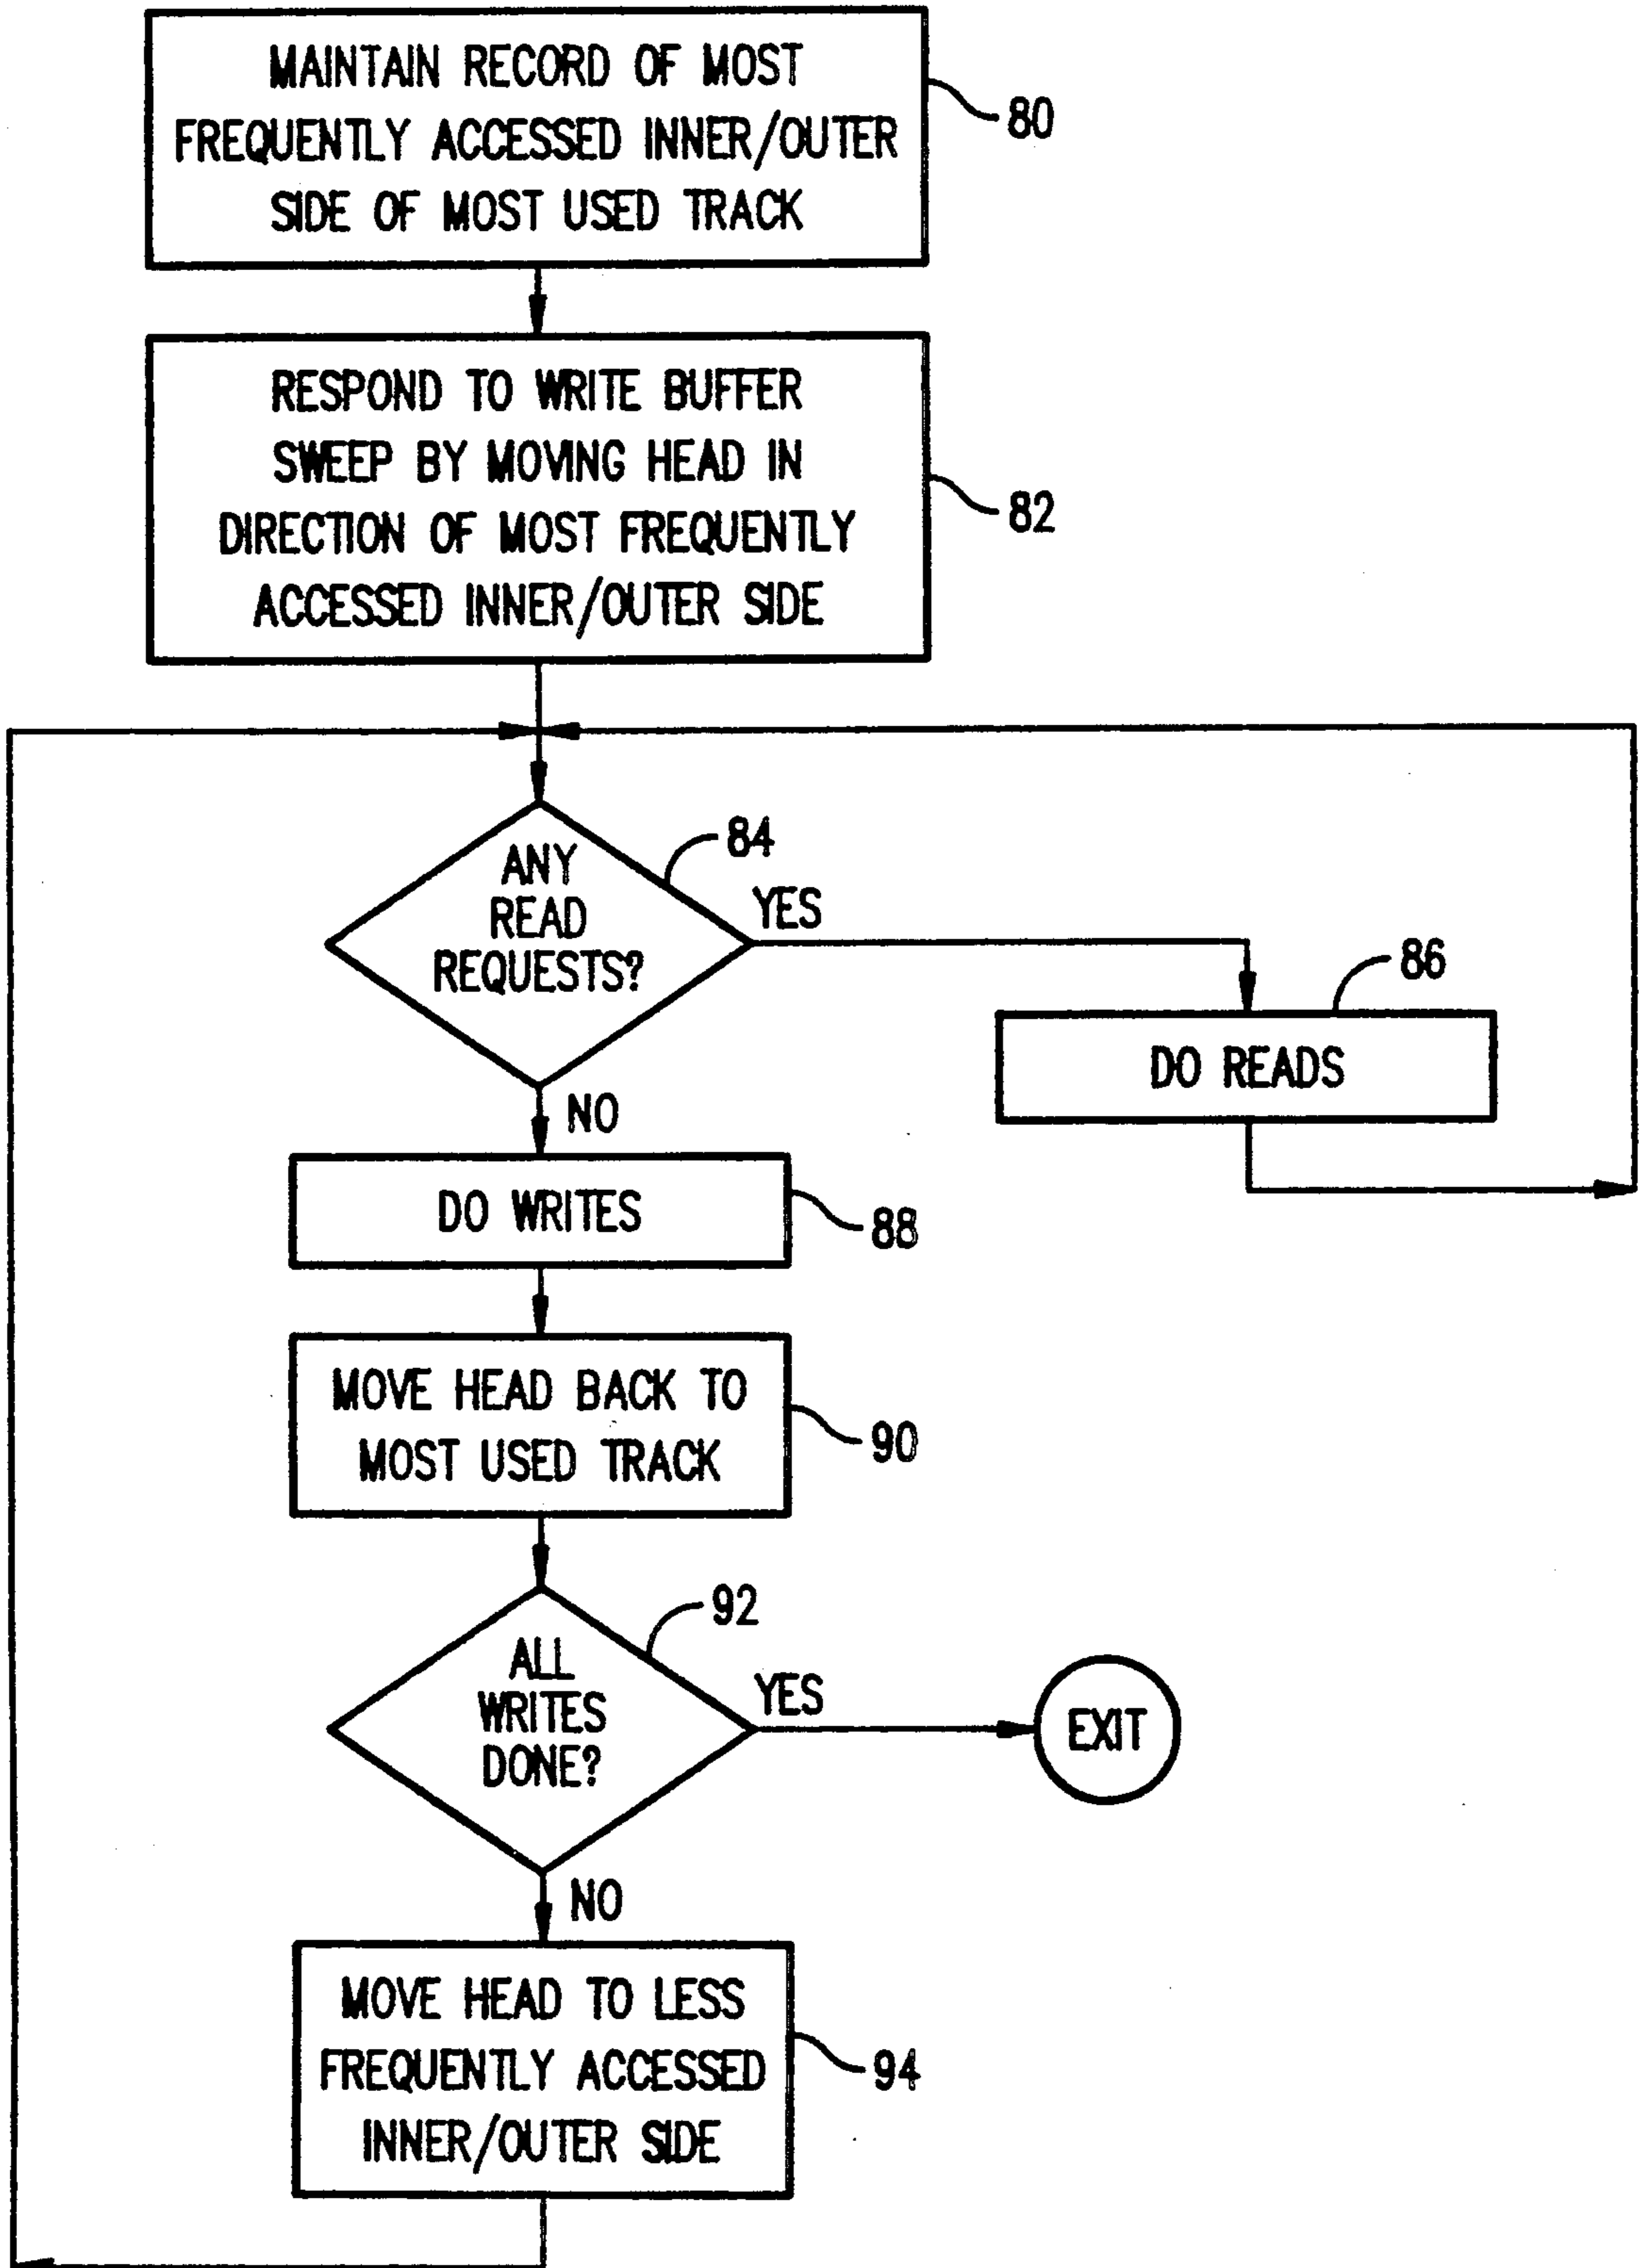 MAINTAIN RECORD OF MOST
FREQUENTLY ACCESSED INNER/OUTER
SIDE OF MOST USED TRACK
80
RESPOND TO WRITE BUFFER
SWEEP BY MOVING HEAD IN
DIRECTION OF MOST FREQUENTLY
ACCESSED INNER/OUTER SIDE
82
ANY
READ
REQUESTS?
84
YES
86
DO READS
NO
DO WRITES
88
MOVE HEAD BACK TO
MOST USED TRACK
90
ALL
WRITES
DONE?
92
YES
EXIT
NO
MOVE HEAD TO LESS
FREQUENTLY ACCESSED
INNER/OUTER SIDE
94